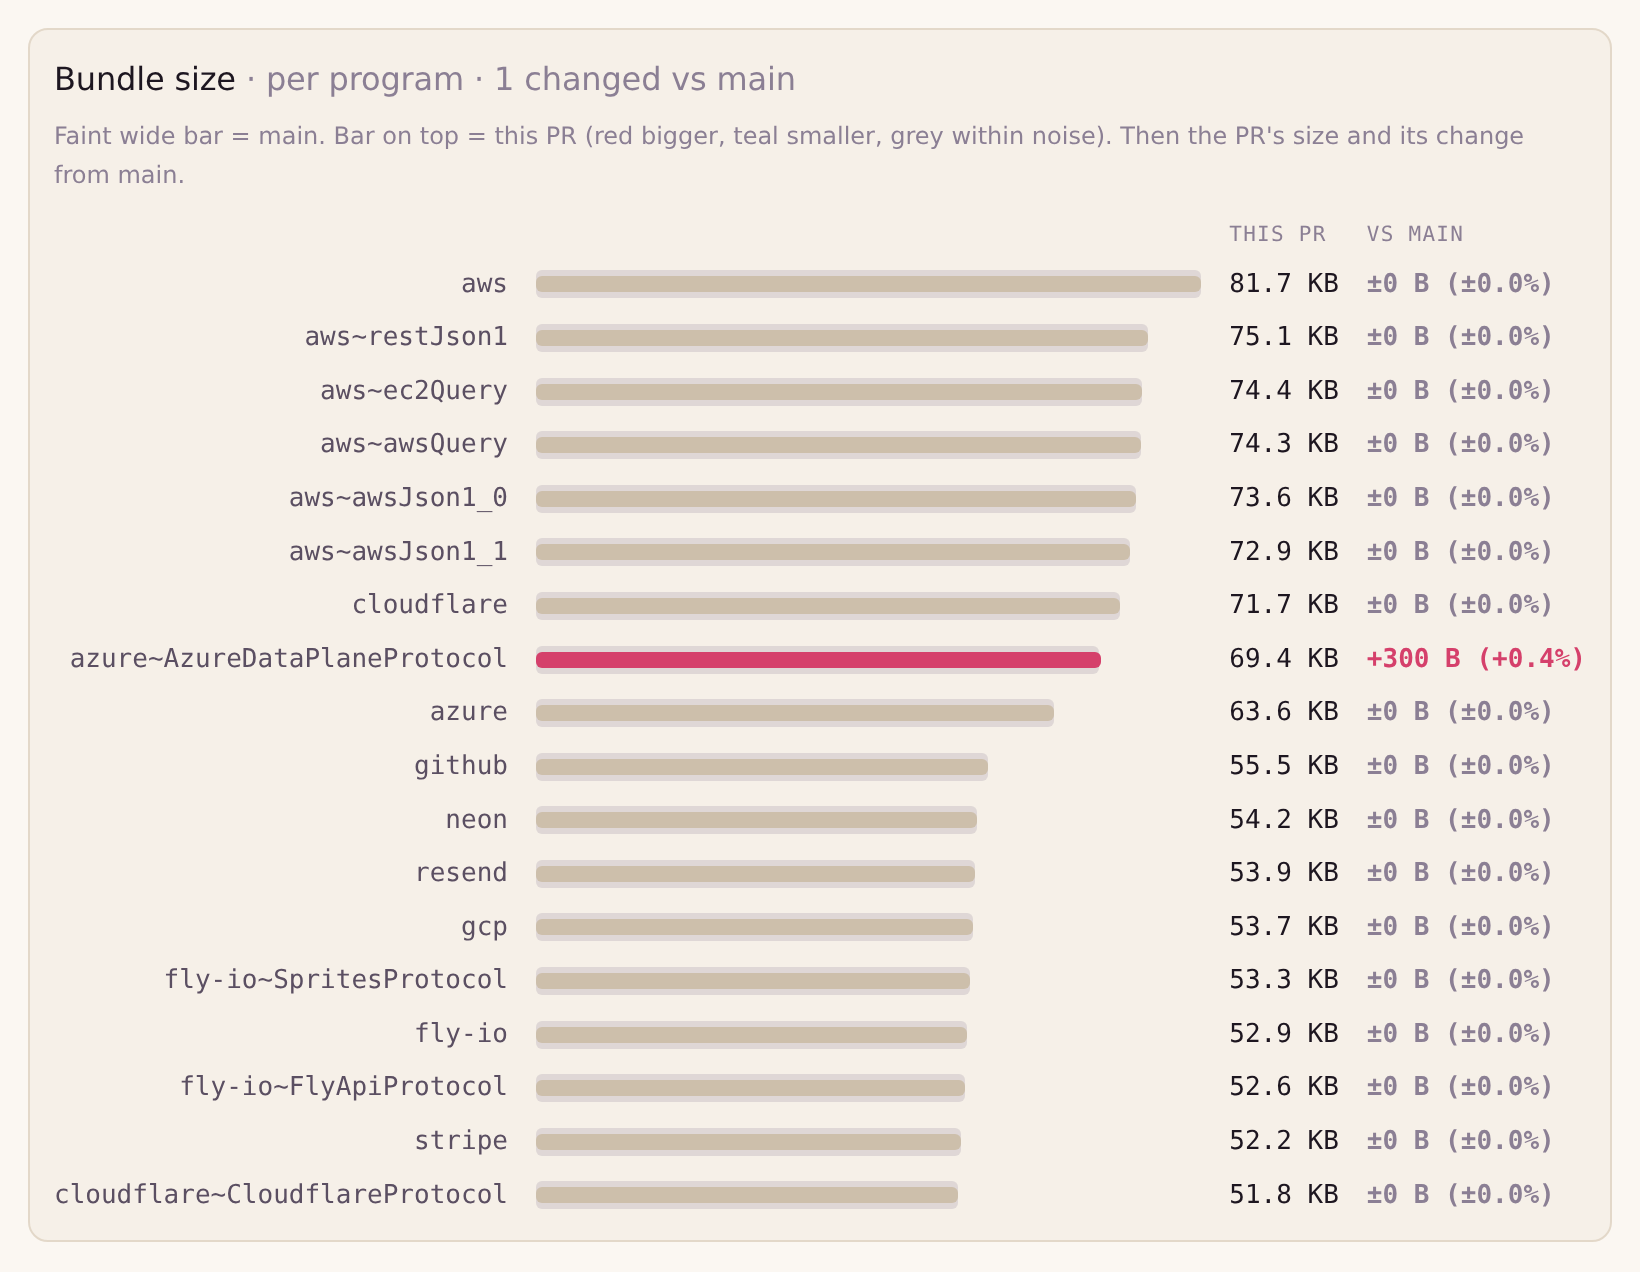 Bundle size · per program · 1 changed vs main
Faint wide bar = main. Bar on top = this PR (red bigger, teal smaller, grey within noise). Then the PR's size and its change
from main.
THIS PR VS MAIN
aws 81.7 KB ±0 B (±0.0%)
aws~restJson1 75.1 KB ±0 B (±0.0%)
aws~ec2Query 74.4 KB ±0 B (±0.0%)
aws~awsQuery 74.3 KB ±0 B (±0.0%)
aws~awsJson1_0 73.6 KB ±0 B (±0.0%)
aws~awsJson1_1 72.9 KB ±0 B (±0.0%)
cloudflare 71.7 KB ±0 B (±0.0%)
azure~AzureDataPlaneProtocol 69.4 KB +300 B (+0.4%)
azure 63.6 KB ±0 B (±0.0%)
github 55.5 KB ±0 B (±0.0%)
neon 54.2 KB ±0 B (±0.0%)
resend 53.9 KB ±0 B (±0.0%)
gcp 53.7 KB ±0 B (±0.0%)
fly-io~SpritesProtocol 53.3 KB ±0 B (±0.0%)
fly-io 52.9 KB ±0 B (±0.0%)
fly-io~FlyApiProtocol 52.6 KB ±0 B (±0.0%)
stripe 52.2 KB ±0 B (±0.0%)
cloudflare~CloudflareProtocol 51.8 KB ±0 B (±0.0%)